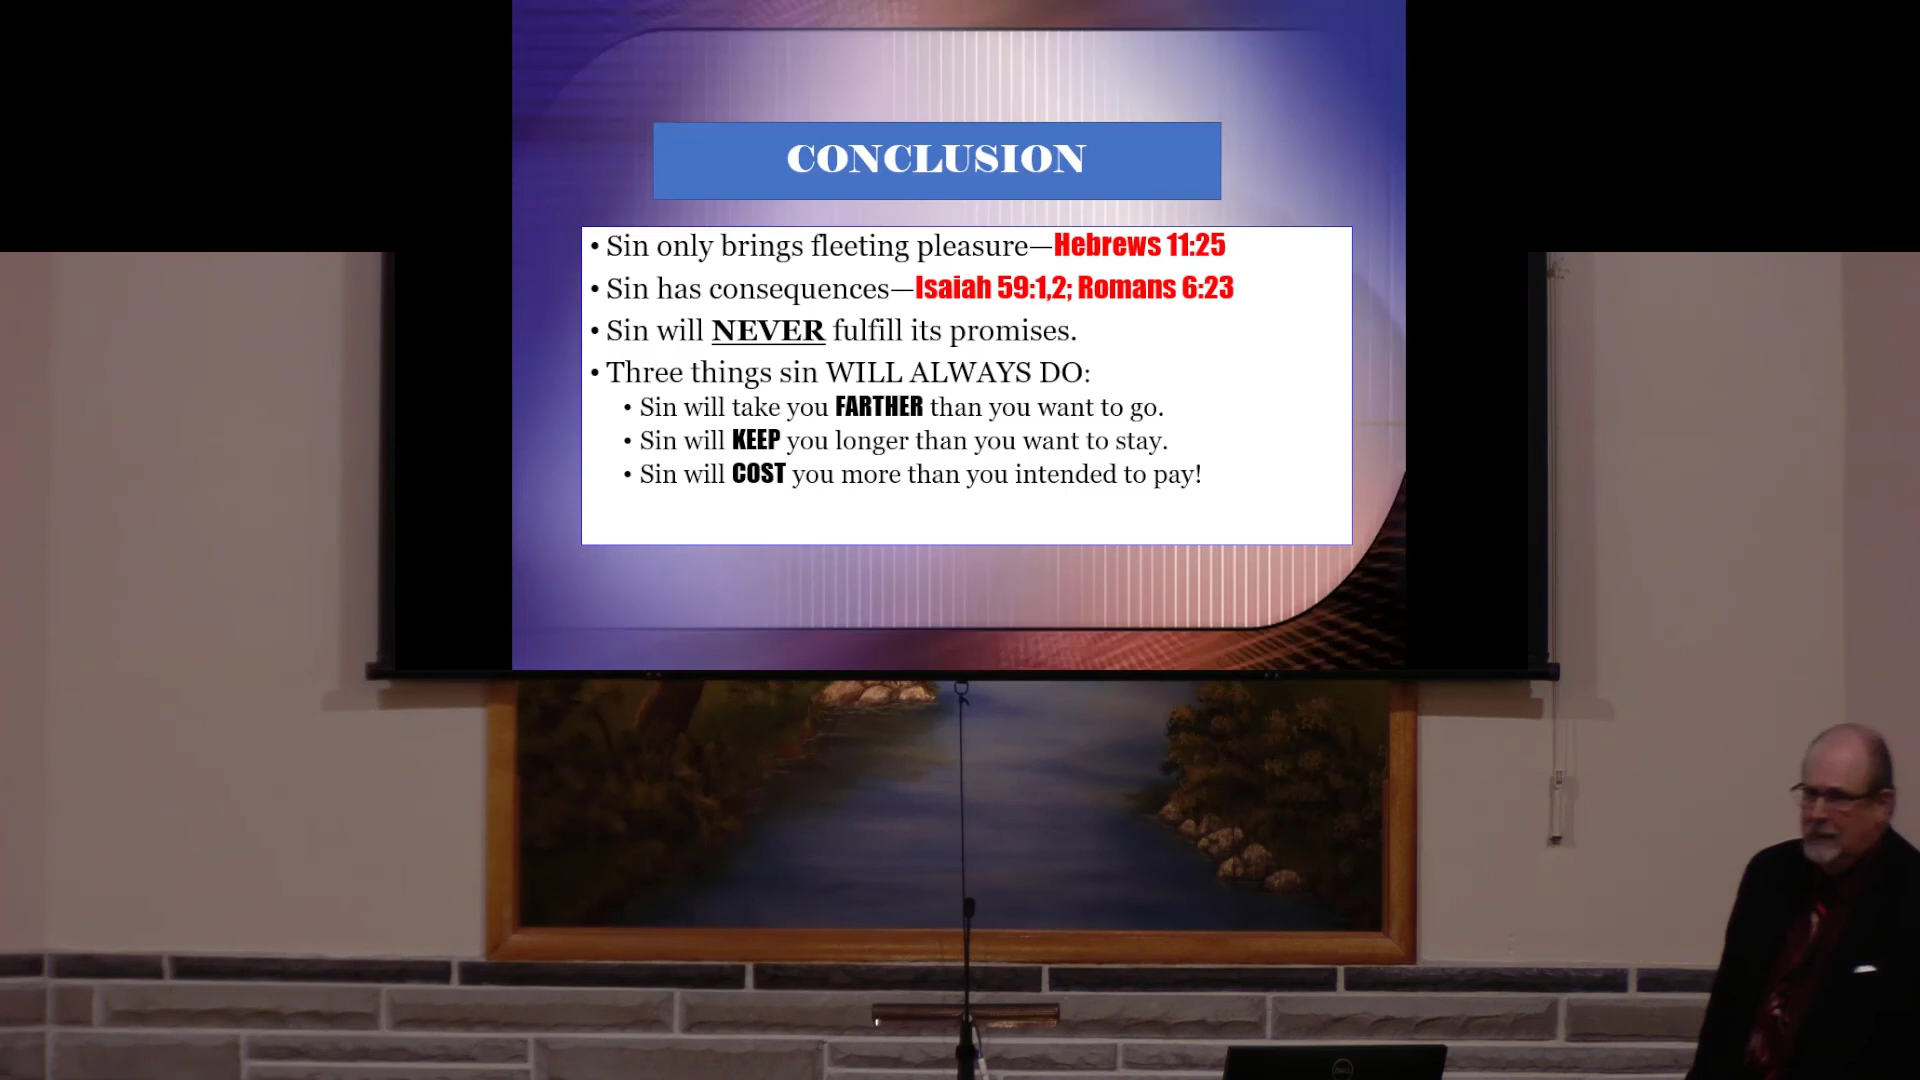 CONCLUSION
• Sin only brings fleeting pleasure—Hebrews 11:25
• Sin has consequences—Isaiah 59:1,2; Romans 6:23
• Sin will NEVER fulfill its promises.
• Three things sin WILL ALWAYS DO:
• Sin will take you FARTHER than you want to go.
• Sin will KEEP you longer than you want to stay.
• Sin will COST you more than you intended to pay!
DELL